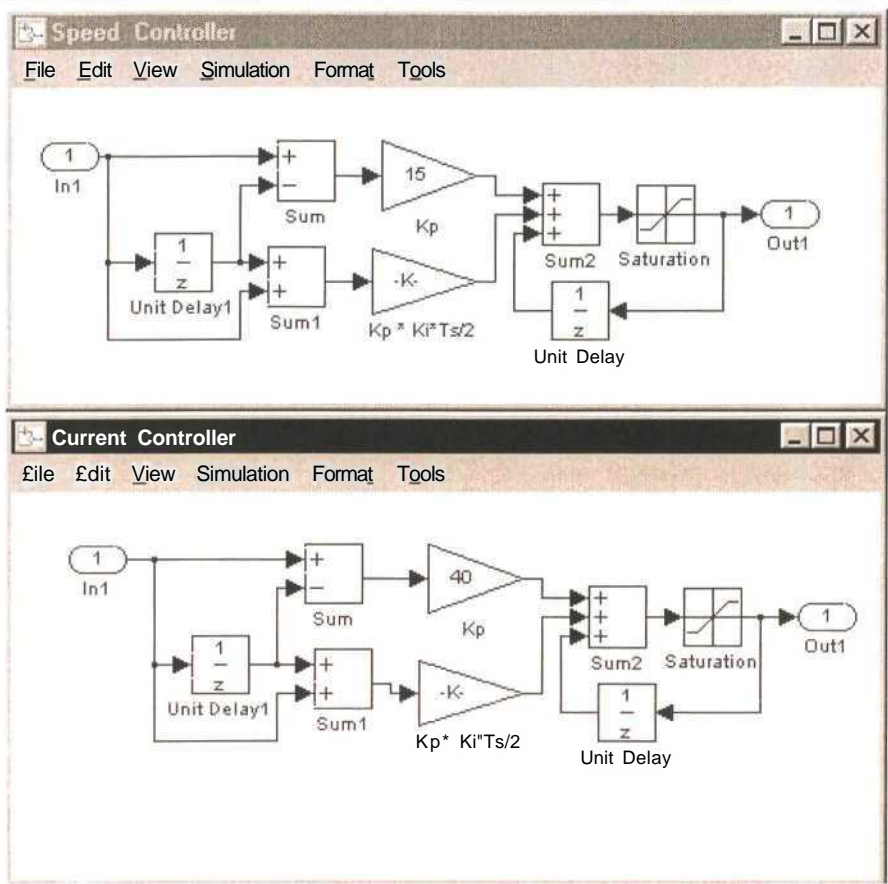 Speed Controller
File Edit View Simulation Format Tools
1
In1
+
−
Sum
15
Kp
1
z
Unit Delay1
+
+
Sum1
-K-
Kp * Ki*Ts/2
+
+
+
Sum2
Saturation
1
Out1
1
z
Unit Delay
Current Controller
£ile £dit View Simulation Format Tools
1
In1
+
−
Sum
40
Kp
1
z
Unit Delay1
+
+
Sum1
-K-
Kp* Ki"Ts/2
+
+
+
Sum2
Saturation
1
Out1
1
z
Unit Delay